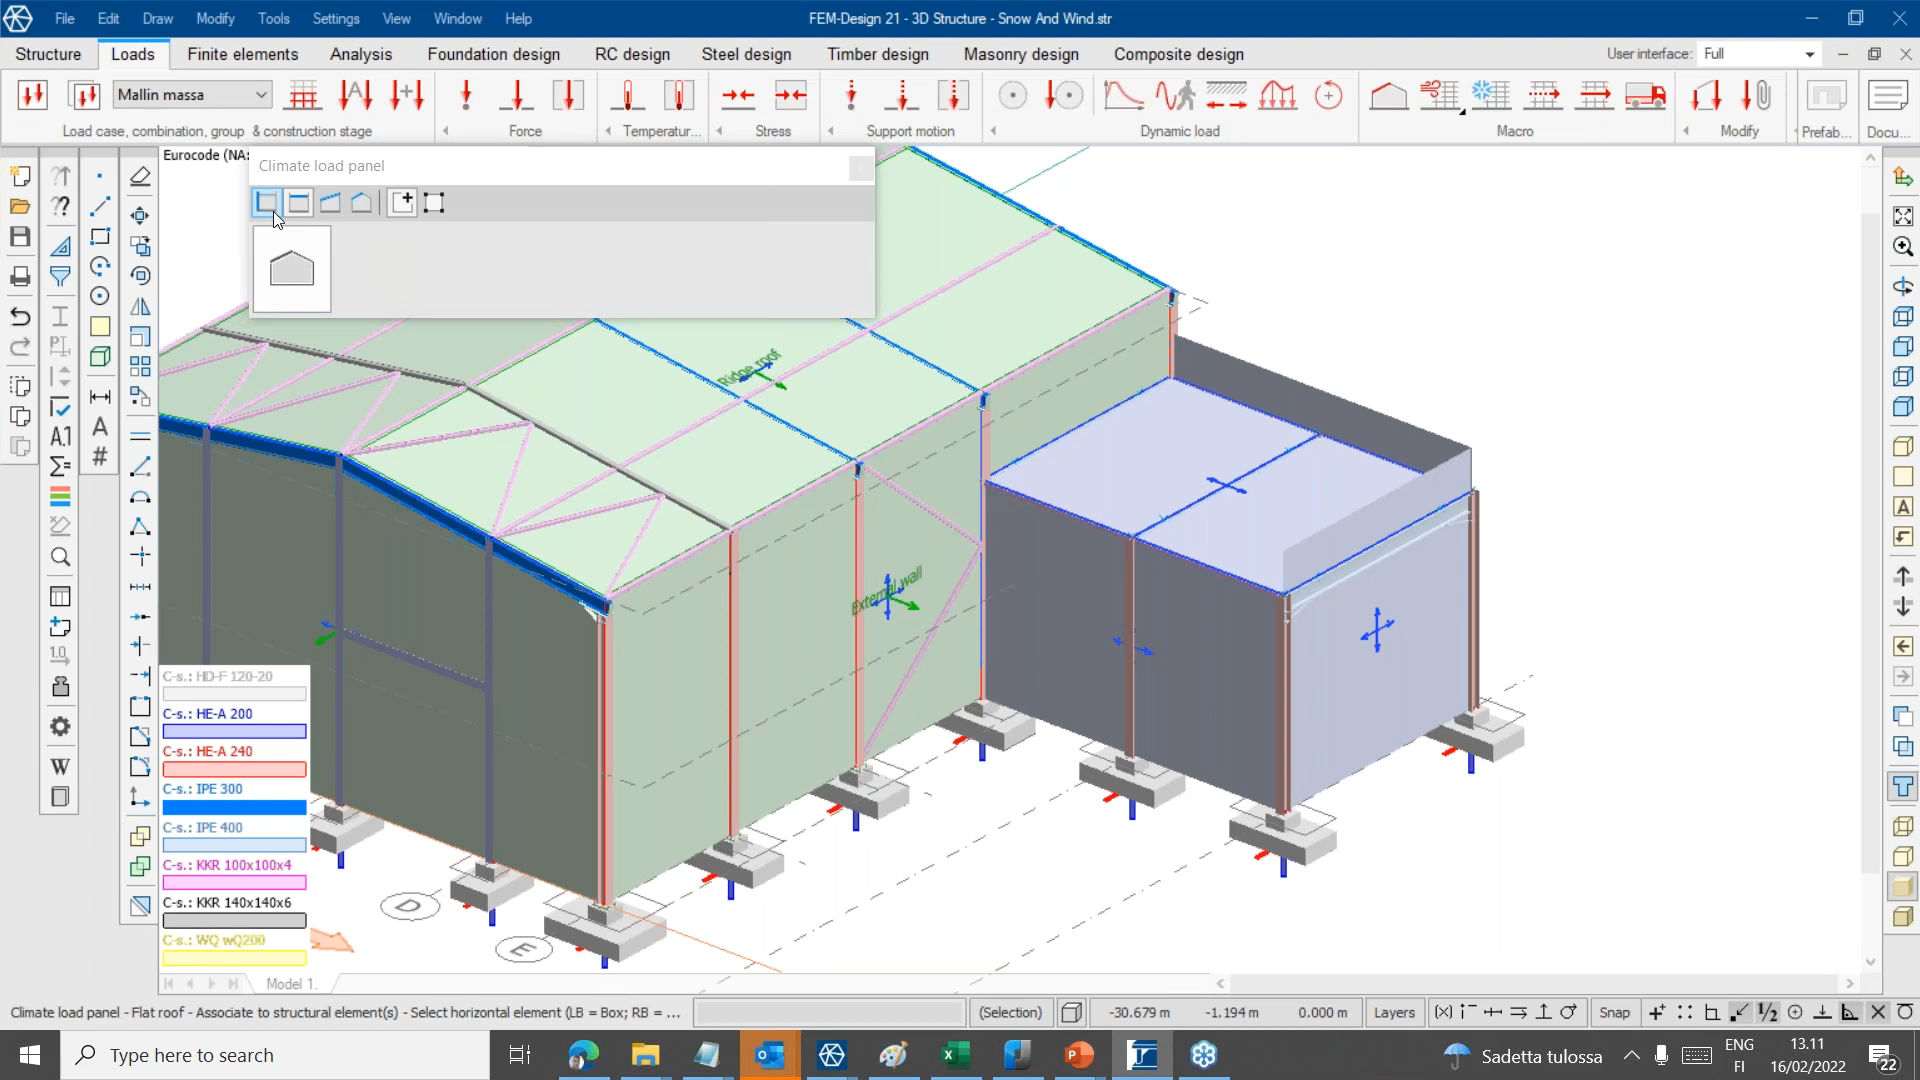 File Edit Draw Modify Tools Settings View Window Help
FEM-Design 21 - 3D Structure - Snow And Wind.str
Structure Loads Finite elements Analysis Foundation design RC design Steel design Timber design Masonry design Composite design
User interface: Full
Mallin massa
Load case, combination, group & construction stage
Force
Temperatur...
Stress
Support motion
Dynamic load
Macro
Modify
Prefab...
Docu...
Eurocode (NA:
Climate load panel
Ridge roof
External wall
C-s.: HD-F 120-20
C-s.: HE-A 200
C-s.: HE-A 240
C-s.: IPE 300
C-s.: IPE 400
C-s.: KKR 100x100x4
C-s.: KKR 140x140x6
C-s.: WQ wQ200
D
E
Model 1.
Climate load panel - Flat roof - Associate to structural element(s) - Select horizontal element (LB = Box; RB = ...
(Selection)
-30.679 m -1.194 m 0.000 m
Layers
Snap
Type here to search
Sadetta tulossa
ENG
FI
13.11
16/02/2022
22